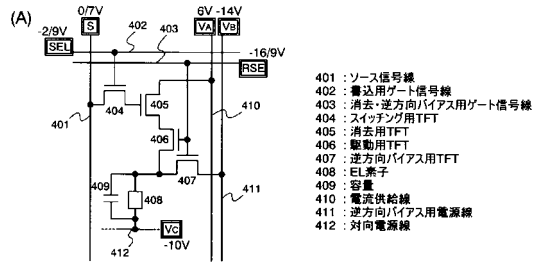 (A)
0/7V
6V -14V
S
402
403
VA VB
-2/9V
SEL
-16/9V
RSE
404
405
410
401
406
407
409
408
411
VC
412
-10V
401 : ソース信号線
402 : 書込用ゲート信号線
403 : 消去・逆方向バイアス用ゲート信号線
404 : スイッチング用TFT
405 : 消去用TFT
406 : 駆動用TFT
407 : 逆方向バイアス用TFT
408 : EL素子
409 : 容量
410 : 電流供給線
411 : 逆方向バイアス用電源線
412 : 対向電源線